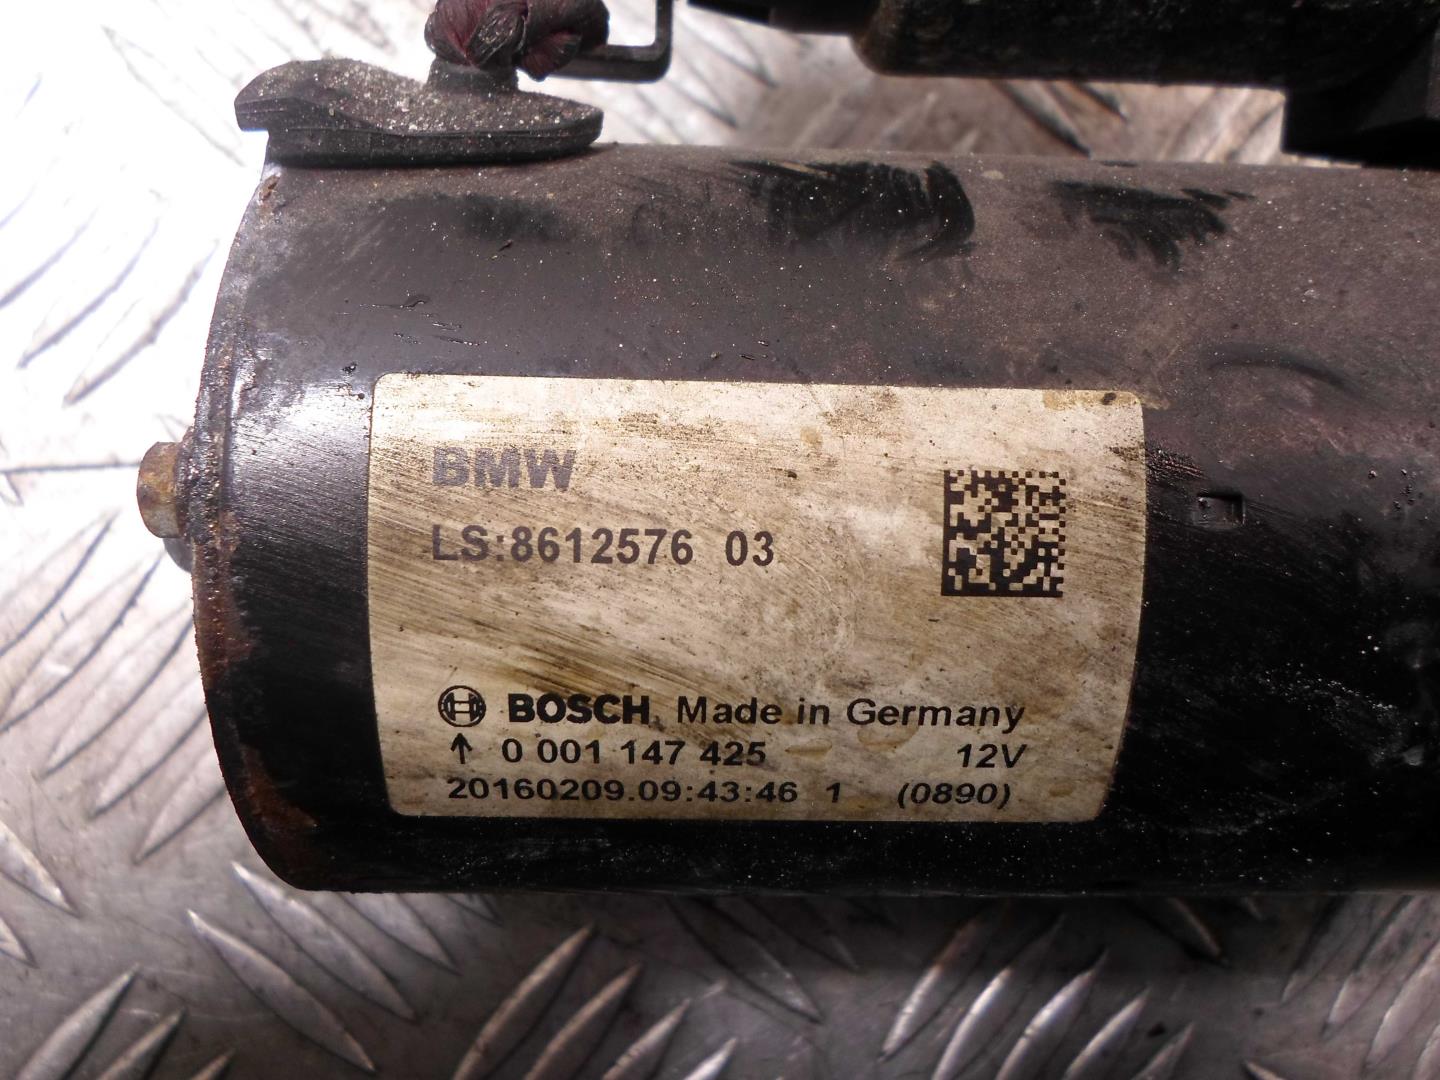 BMW
LS:8612576 03
BOSCH Made in Germany
↑ 0 001 147 425 12V
20160209.09:43:46 1 (0890)